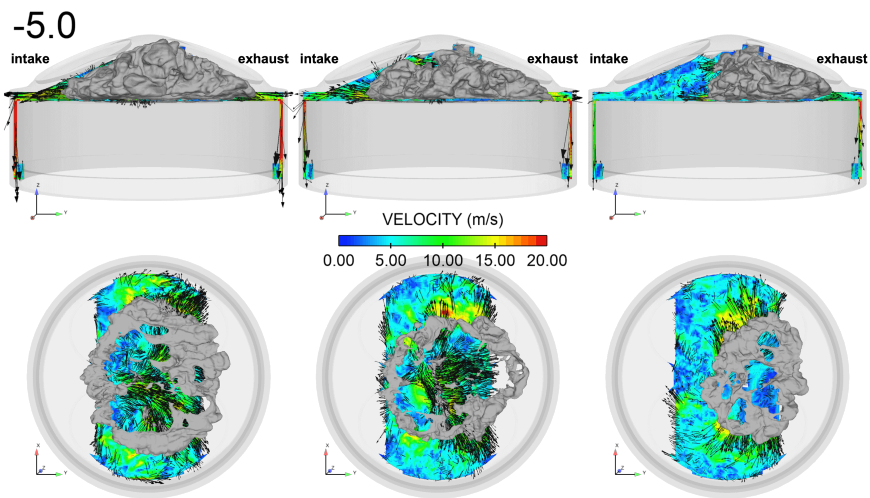 -5.0
intake exhaust intake exhaust intake exhaust
Z Y Z Y Z Y
VELOCITY (m/s)
0.00 5.00 10.00 15.00 20.00
X Z Y X Z Y X Z Y